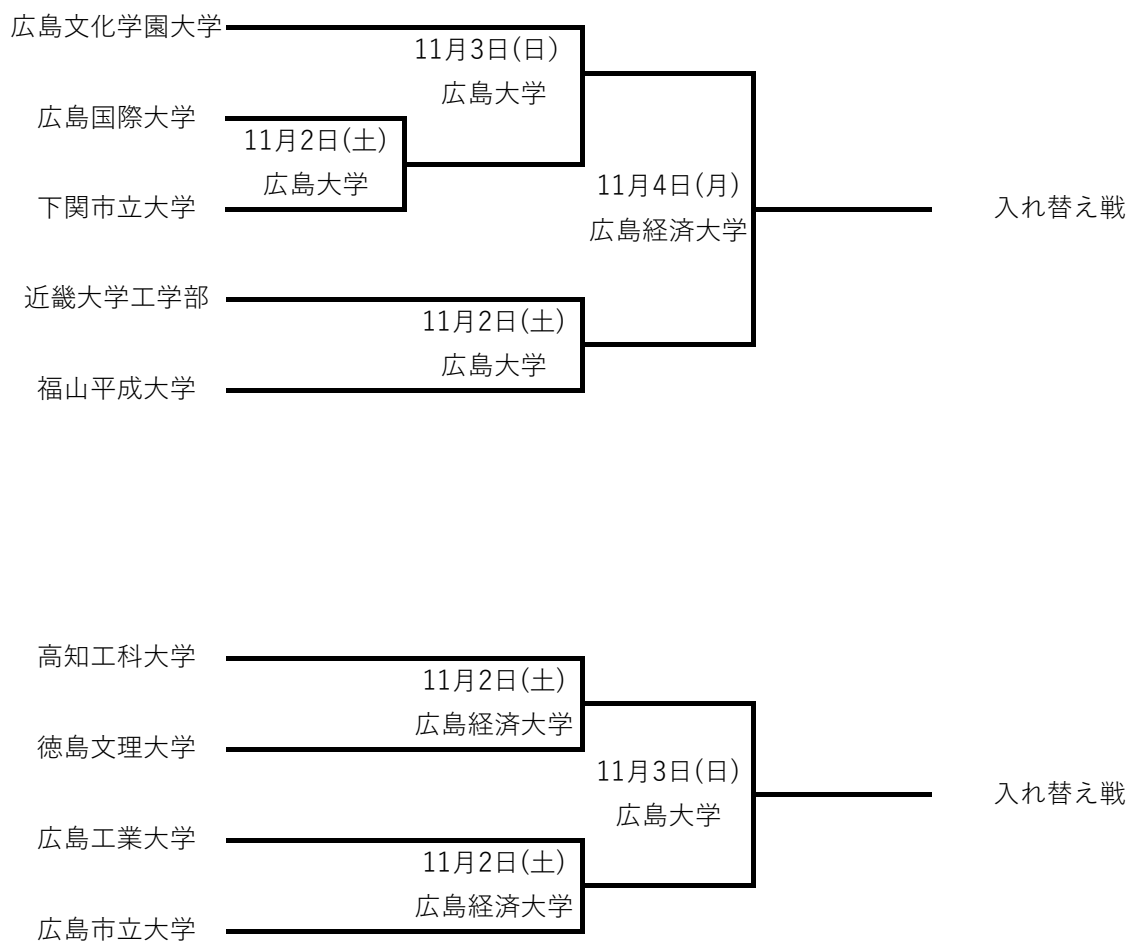 広島文化学園大学
11月3日(日)
広島大学
広島国際大学
11月2日(土)
広島大学
下関市立大学
11月4日(月)
広島経済大学
入れ替え戦
近畿大学工学部
11月2日(土)
広島大学
福山平成大学
高知工科大学
11月2日(土)
広島経済大学
徳島文理大学
11月3日(日)
広島大学
入れ替え戦
広島工業大学
11月2日(土)
広島経済大学
広島市立大学